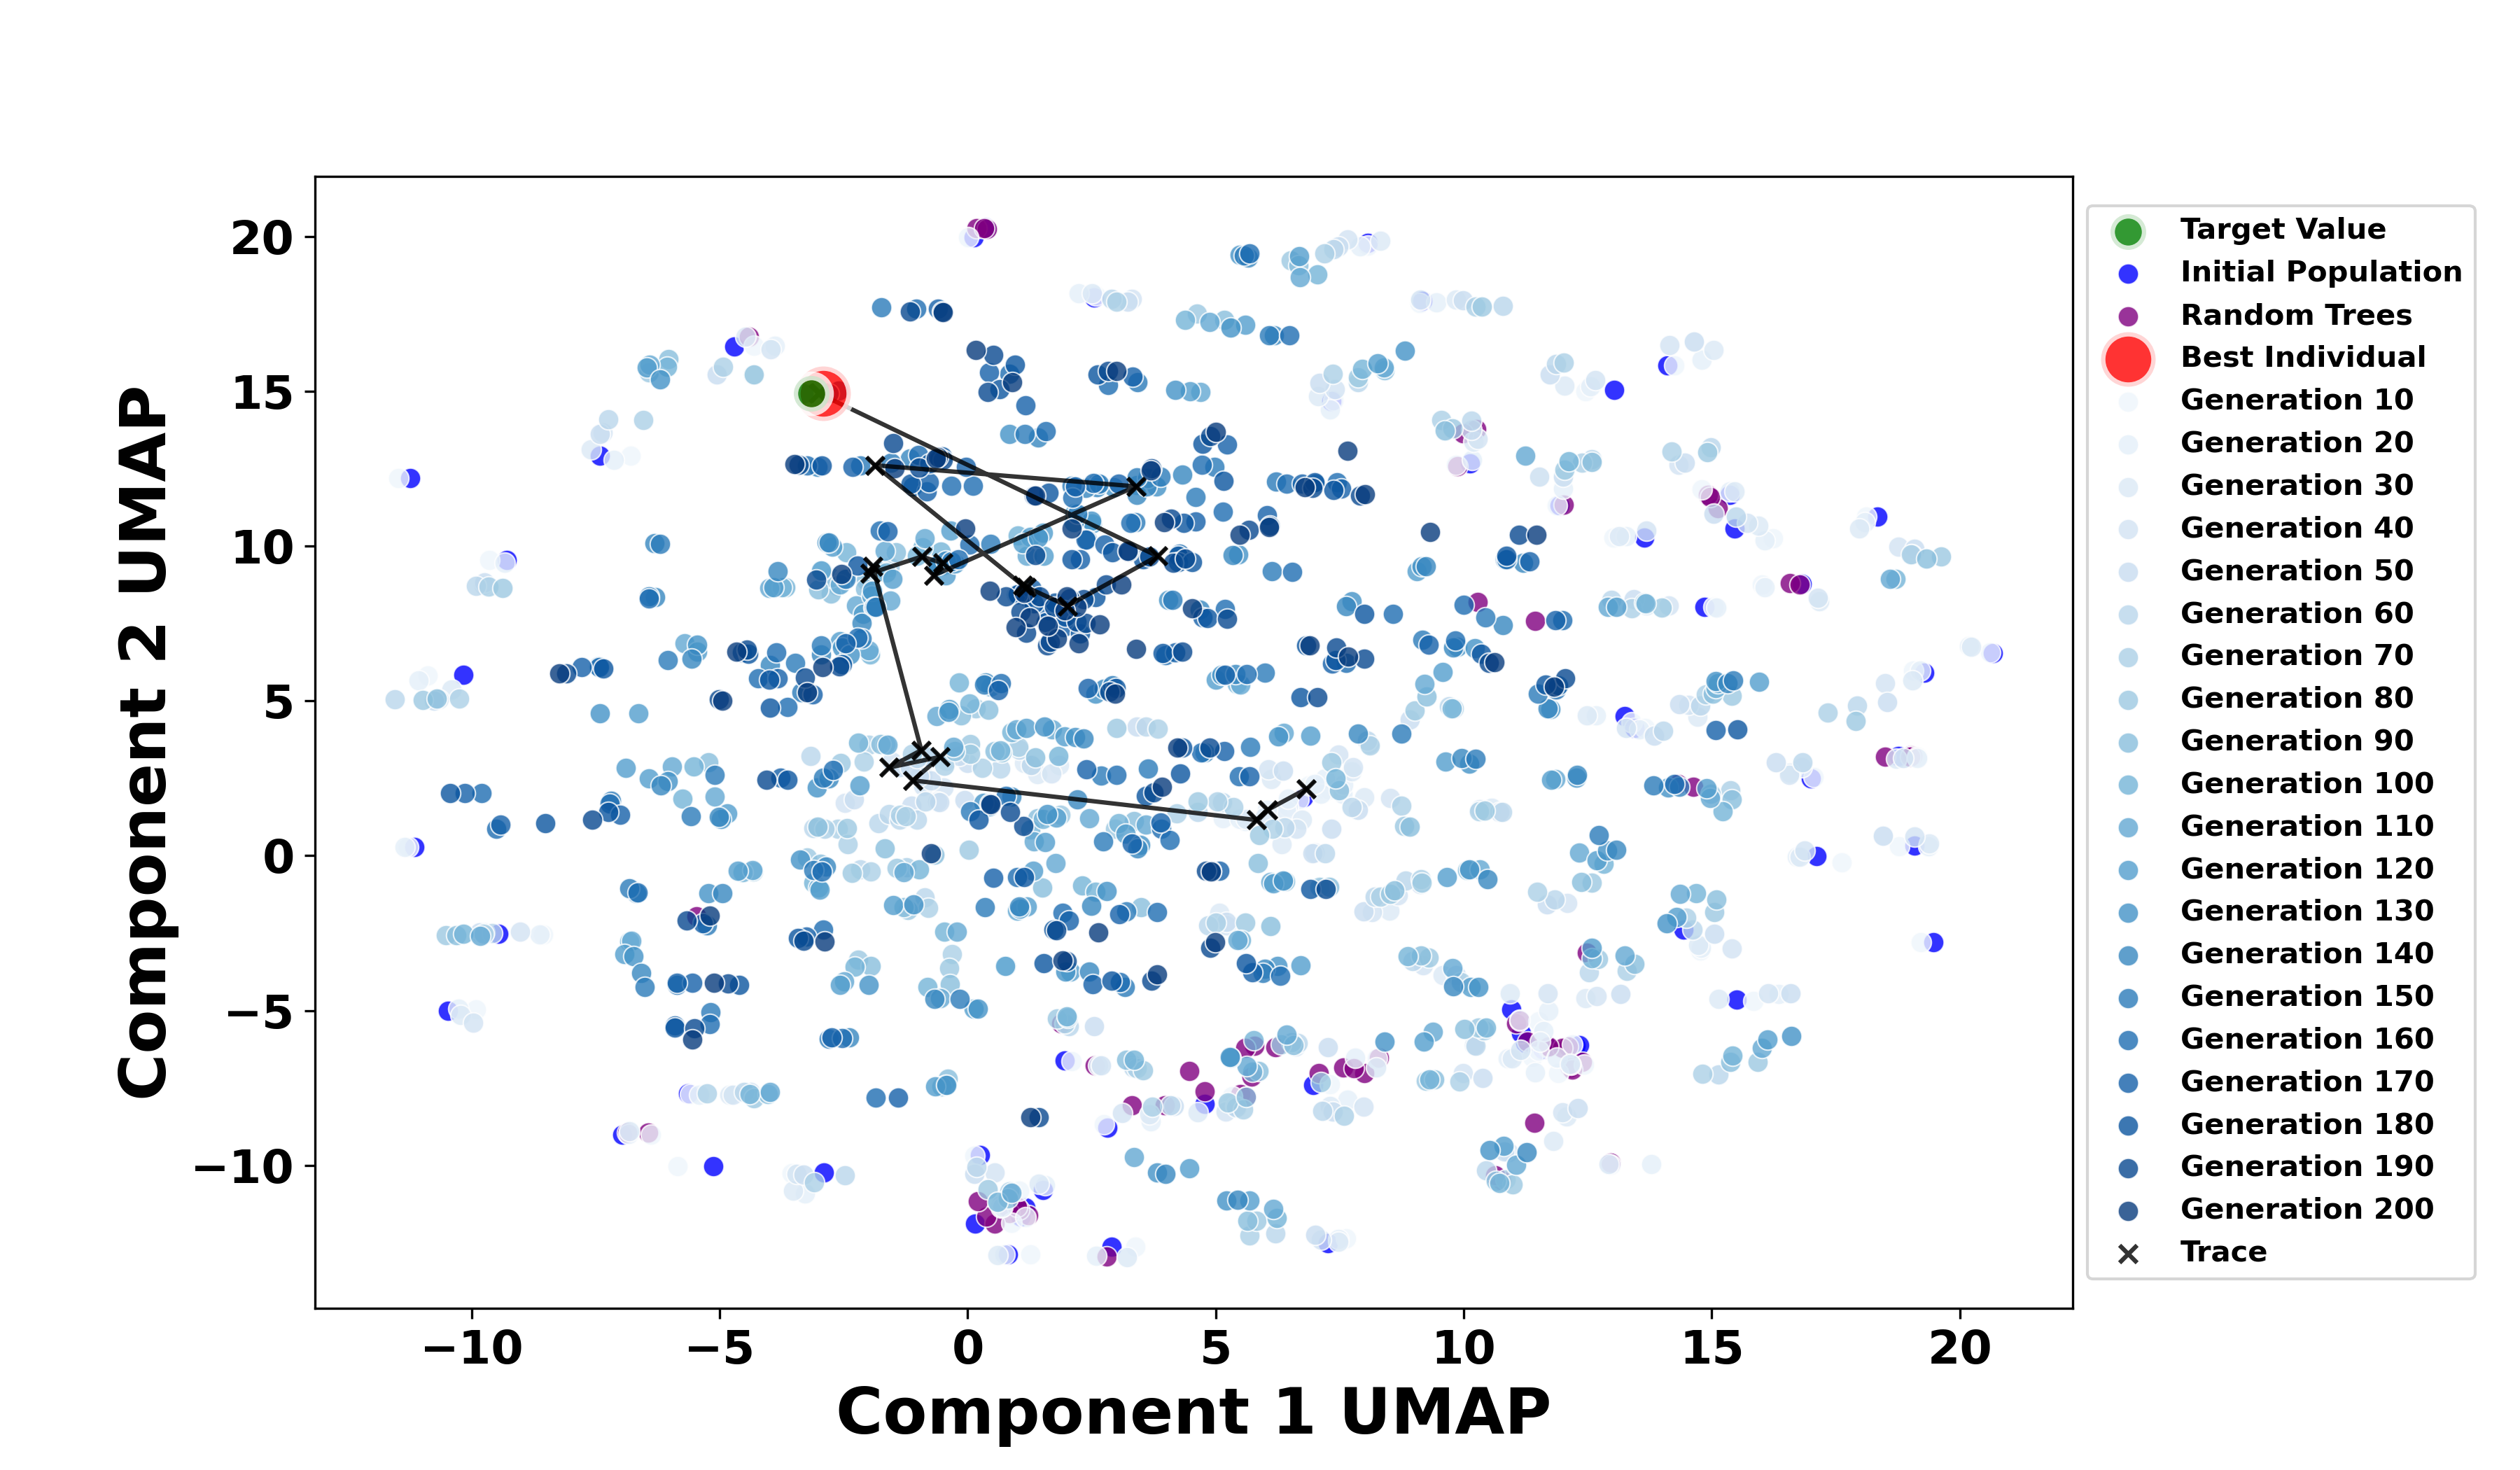 20
15
10
5
0
−5
−10
Component 2 UMAP
−10
−5
0
5
10
15
20
Component 1 UMAP
Target Value
Initial Population
Random Trees
Best Individual
Generation 10
Generation 20
Generation 30
Generation 40
Generation 50
Generation 60
Generation 70
Generation 80
Generation 90
Generation 100
Generation 110
Generation 120
Generation 130
Generation 140
Generation 150
Generation 160
Generation 170
Generation 180
Generation 190
Generation 200
Trace